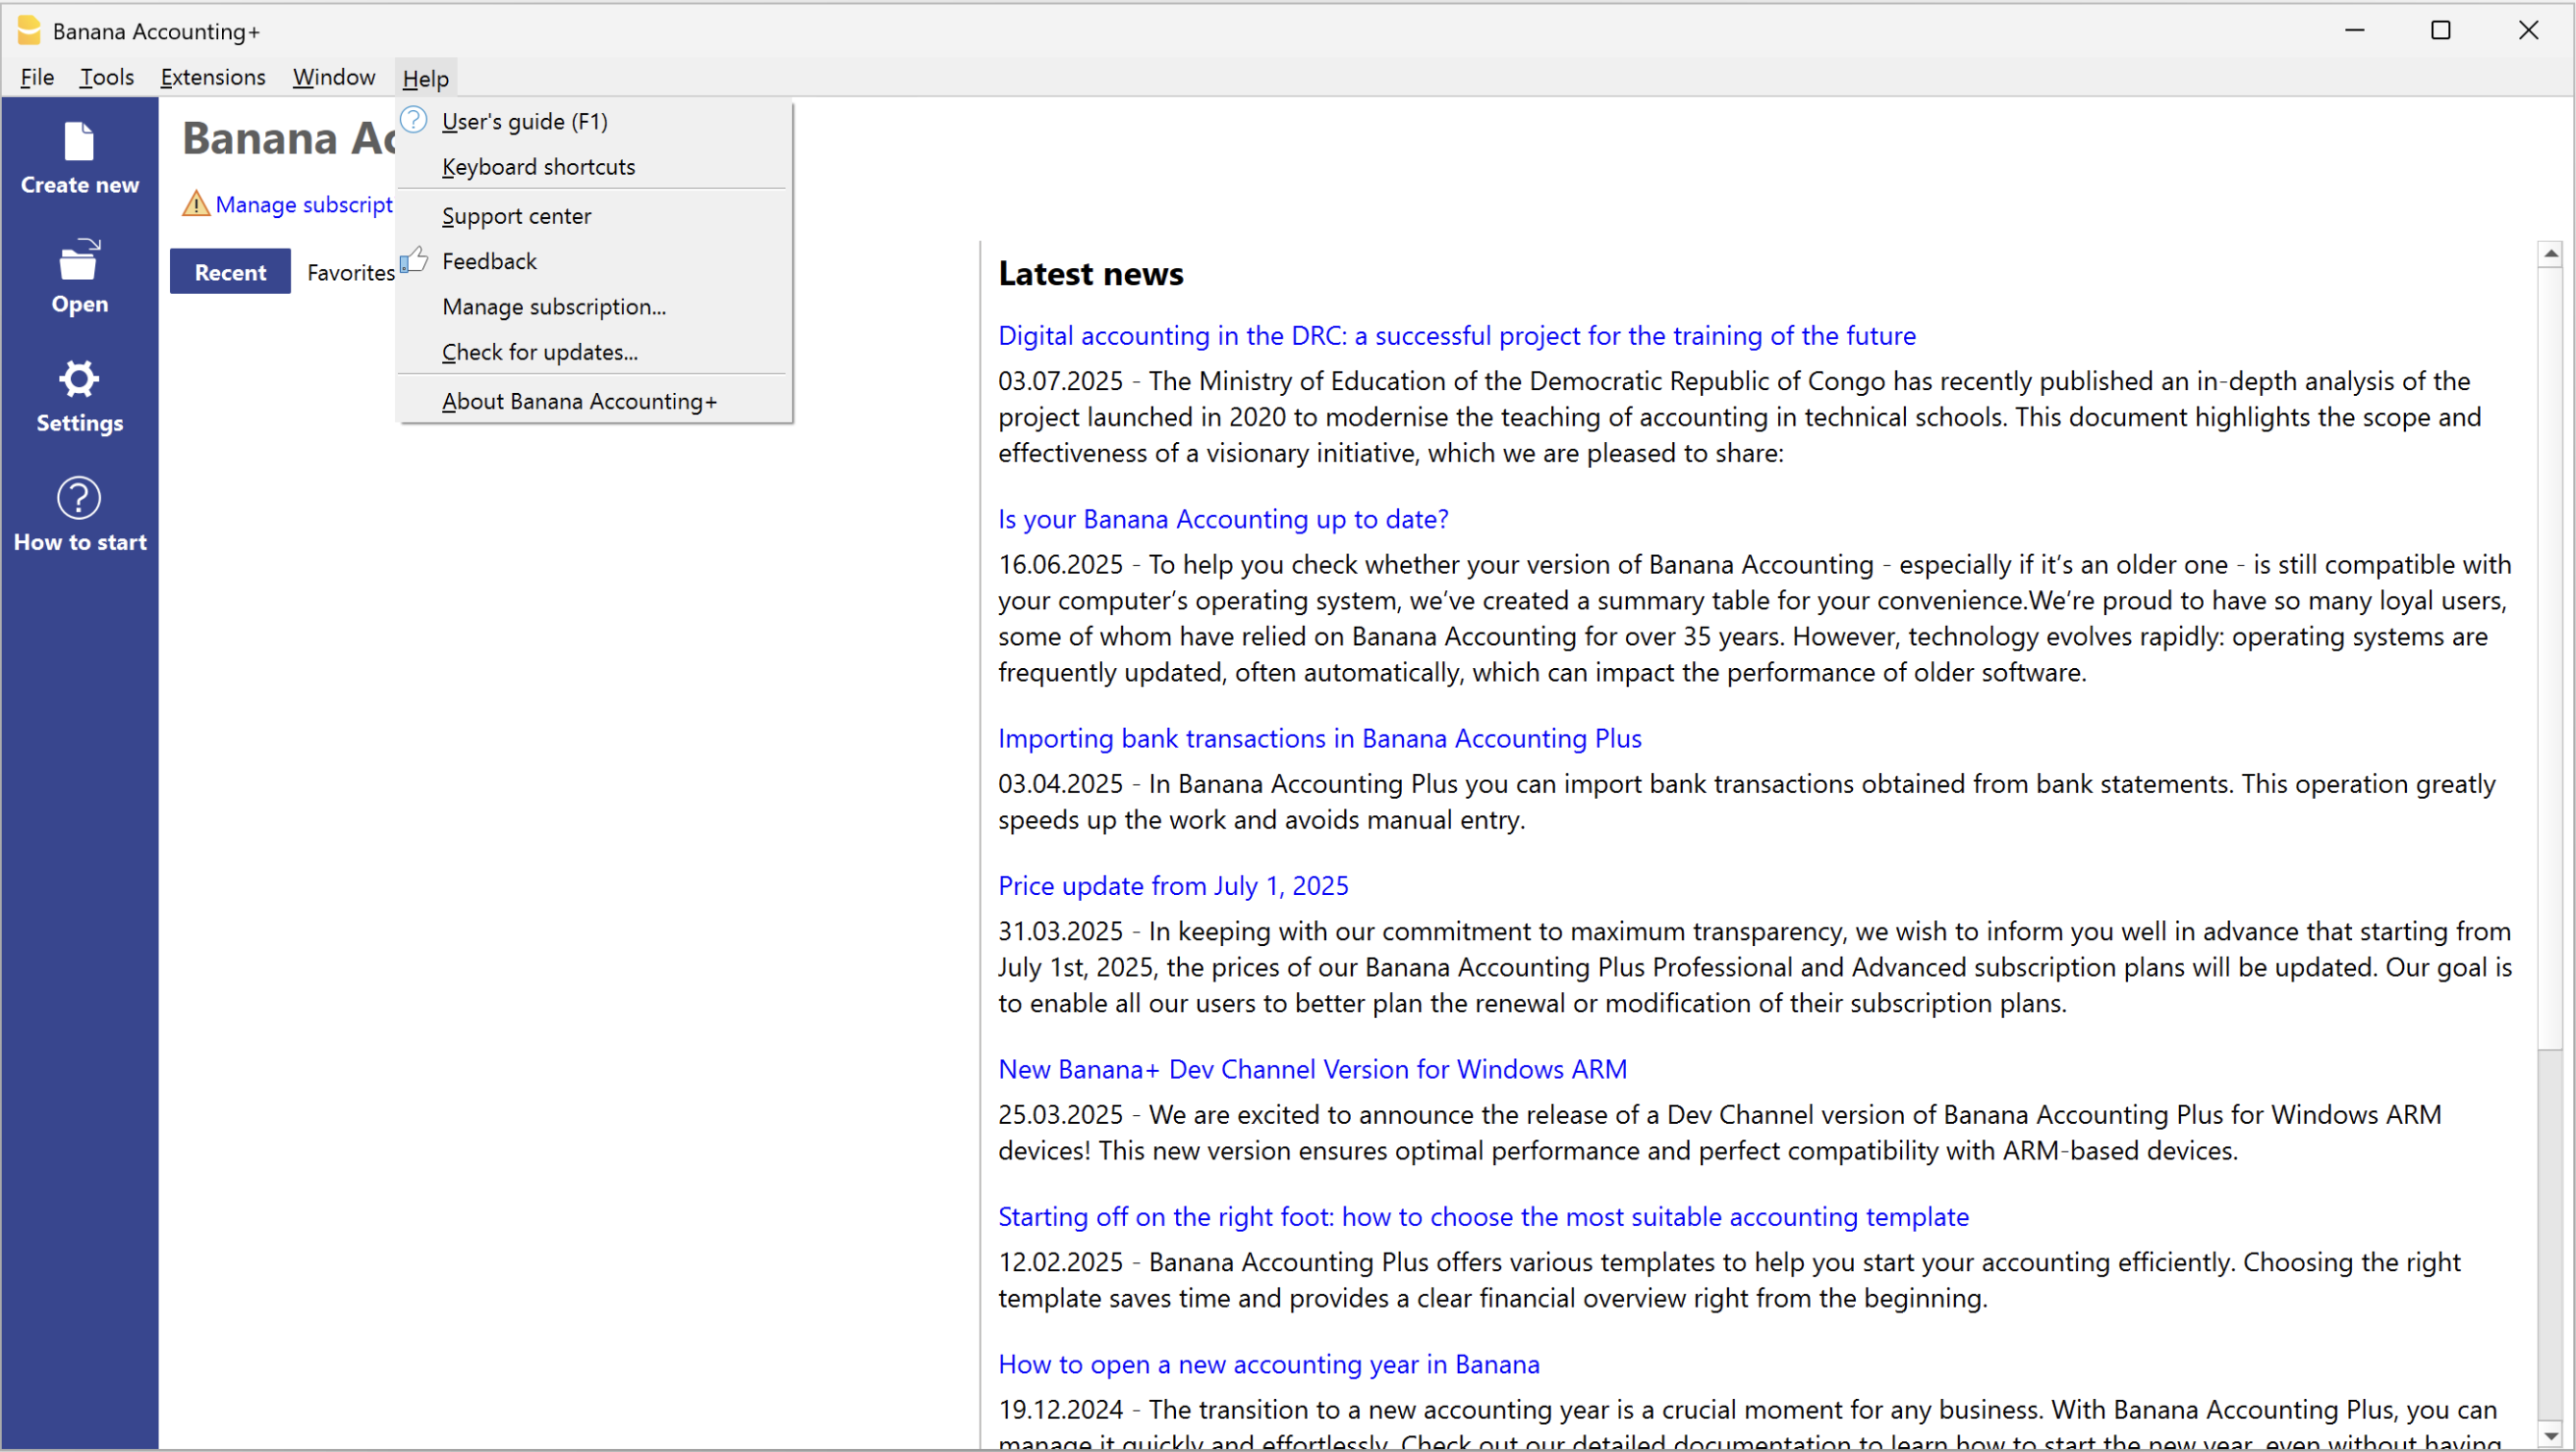 Banana Accounting+
File Tools Extensions Window Help
Create new
Open
Settings
How to start
Banana Ac
Manage subscript
Recent Favorites
User's guide (F1)
Keyboard shortcuts
Support center
Feedback
Manage subscription...
Check for updates...
About Banana Accounting+
Latest news
Digital accounting in the DRC: a successful project for the training of the future
03.07.2025 - The Ministry of Education of the Democratic Republic of Congo has recently published an in-depth analysis of the
project launched in 2020 to modernise the teaching of accounting in technical schools. This document highlights the scope and
effectiveness of a visionary initiative, which we are pleased to share:
Is your Banana Accounting up to date?
16.06.2025 - To help you check whether your version of Banana Accounting - especially if it’s an older one - is still compatible with
your computer’s operating system, we’ve created a summary table for your convenience.We’re proud to have so many loyal users,
some of whom have relied on Banana Accounting for over 35 years. However, technology evolves rapidly: operating systems are
frequently updated, often automatically, which can impact the performance of older software.
Importing bank transactions in Banana Accounting Plus
03.04.2025 - In Banana Accounting Plus you can import bank transactions obtained from bank statements. This operation greatly
speeds up the work and avoids manual entry.
Price update from July 1, 2025
31.03.2025 - In keeping with our commitment to maximum transparency, we wish to inform you well in advance that starting from
July 1st, 2025, the prices of our Banana Accounting Plus Professional and Advanced subscription plans will be updated. Our goal is
to enable all our users to better plan the renewal or modification of their subscription plans.
New Banana+ Dev Channel Version for Windows ARM
25.03.2025 - We are excited to announce the release of a Dev Channel version of Banana Accounting Plus for Windows ARM
devices! This new version ensures optimal performance and perfect compatibility with ARM-based devices.
Starting off on the right foot: how to choose the most suitable accounting template
12.02.2025 - Banana Accounting Plus offers various templates to help you start your accounting efficiently. Choosing the right
template saves time and provides a clear financial overview right from the beginning.
How to open a new accounting year in Banana
19.12.2024 - The transition to a new accounting year is a crucial moment for any business. With Banana Accounting Plus, you can
manage it quickly and effortlessly. Check out our detailed documentation to learn how to start the new year, even without having